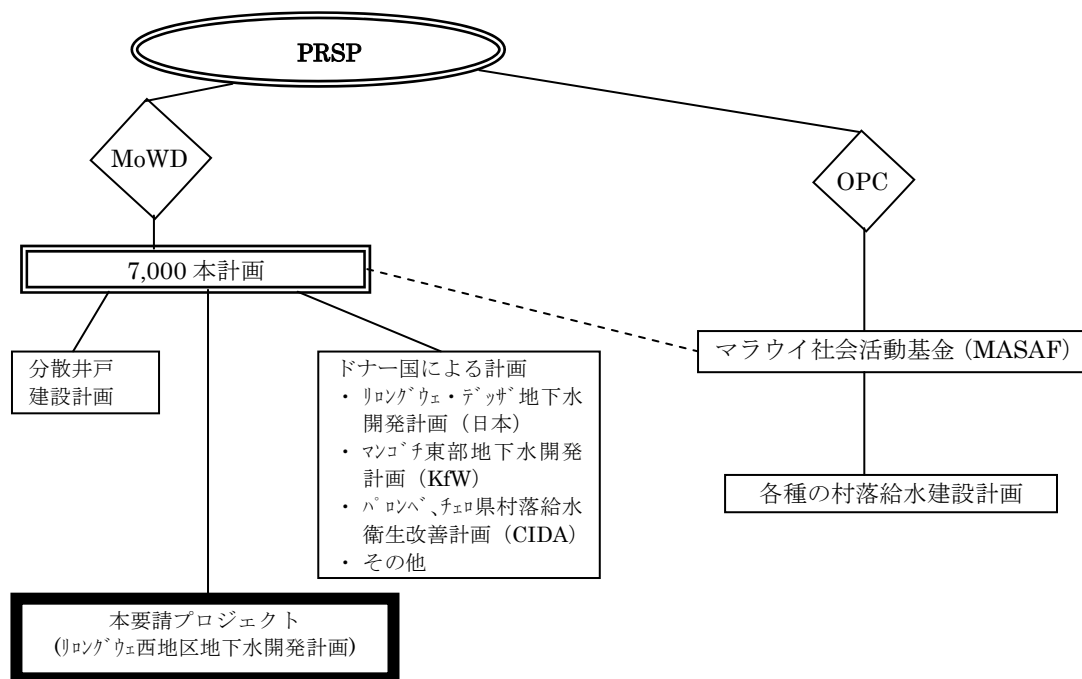 PRSP
MoWD
OPC
7,000 本計画
マラウイ社会活動基金 (MASAF)
分散井戸
建設計画
ドナー国による計画
・ ﾘﾛﾝｸﾞｳｪ・ﾃﾞｯｻﾞ地下水
開発計画（日本）
・ ﾏﾝｺﾞﾁ東部地下水開発
計画（KfW）
・ ﾊﾟﾛﾝﾍﾞ、ﾁｪﾛ県村落給水
衛生改善計画（CIDA）
・ その他
各種の村落給水建設計画
本要請プロジェクト
(ﾘﾛﾝｸﾞｳｪ西地区地下水開発計画)